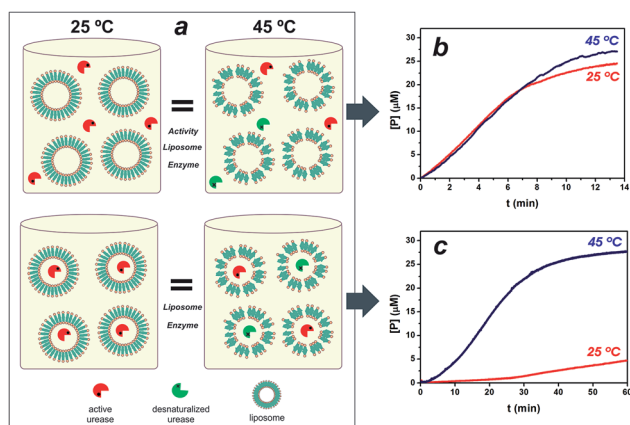 25 ºC a 45 ºC
=
Activity
Liposome
Enzyme
=
Liposome
Enzyme
active
urease
desnaturalized
urease
liposome
b
45 ºC
25 ºC
[P] (µM)
30
25
20
15
10
5
0
0 2 4 6 8 10 12 14
t (min)
c
45 ºC
25 ºC
[P] (µM)
30
25
20
15
10
5
0
0 10 20 30 40 50 60
t (min)